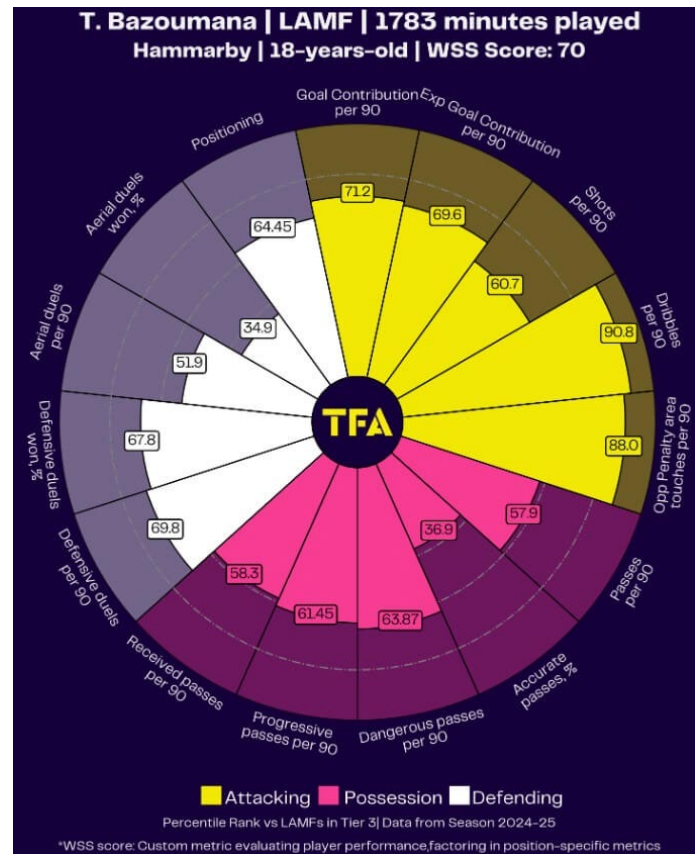 T. Bazoumana | LAMF | 1783 minutes played
Hammarby | 18-years-old | WSS Score: 70
Goal Contribution
per 90
Exp Goal Contribution
per 90
Shots
per 90
Dribbles
per 90
Opp Penalty area
touches per 90
Passes
per 90
Accurate
passes, %
Dangerous passes
per 90
Progressive
passes per 90
Received passes
per 90
Defensive duels
per 90
Defensive duels
won, %
Aerial duels
per 90
Aerial duels
won, %
Positioning
71.2
69.6
60.7
90.8
88.0
57.9
36.9
63.87
61.45
58.3
69.8
67.8
51.9
34.9
64.45
TFA
Attacking Possession Defending
Percentile Rank vs LAMFs in Tier 3| Data from Season 2024-25
*WSS score: Custom metric evaluating player performance,factoring in position-specific metrics